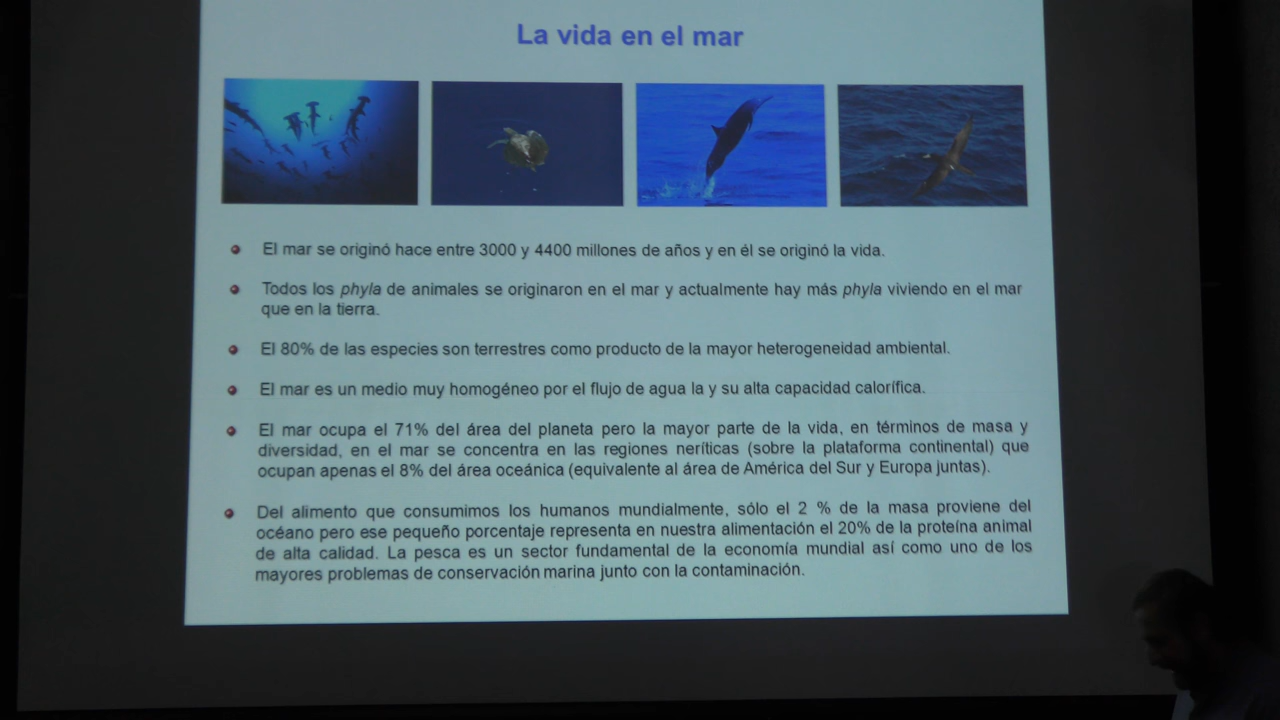 La vida en el mar
El mar se originó hace entre 3000 y 4400 millones de años y en él se originó la vida.
Todos los phyla de animales se originaron en el mar y actualmente hay más phyla viviendo en el mar
que en la tierra.
El 80% de las especies son terrestres como producto de la mayor heterogeneidad ambiental.
El mar es un medio muy homogéneo por el flujo de agua la y su alta capacidad calorífica.
El mar ocupa el 71% del área del planeta pero la mayor parte de la vida, en términos de masa y
diversidad, en el mar se concentra en las regiones neríticas (sobre la plataforma continental) que
ocupan apenas el 8% del área oceánica (equivalente al área de América del Sur y Europa juntas).
Del alimento que consumimos los humanos mundialmente, sólo el 2 % de la masa proviene del
océano pero ese pequeño porcentaje representa en nuestra alimentación el 20% de la proteína animal
de alta calidad. La pesca es un sector fundamental de la economía mundial así como uno de los
mayores problemas de conservación marina junto con la contaminación.